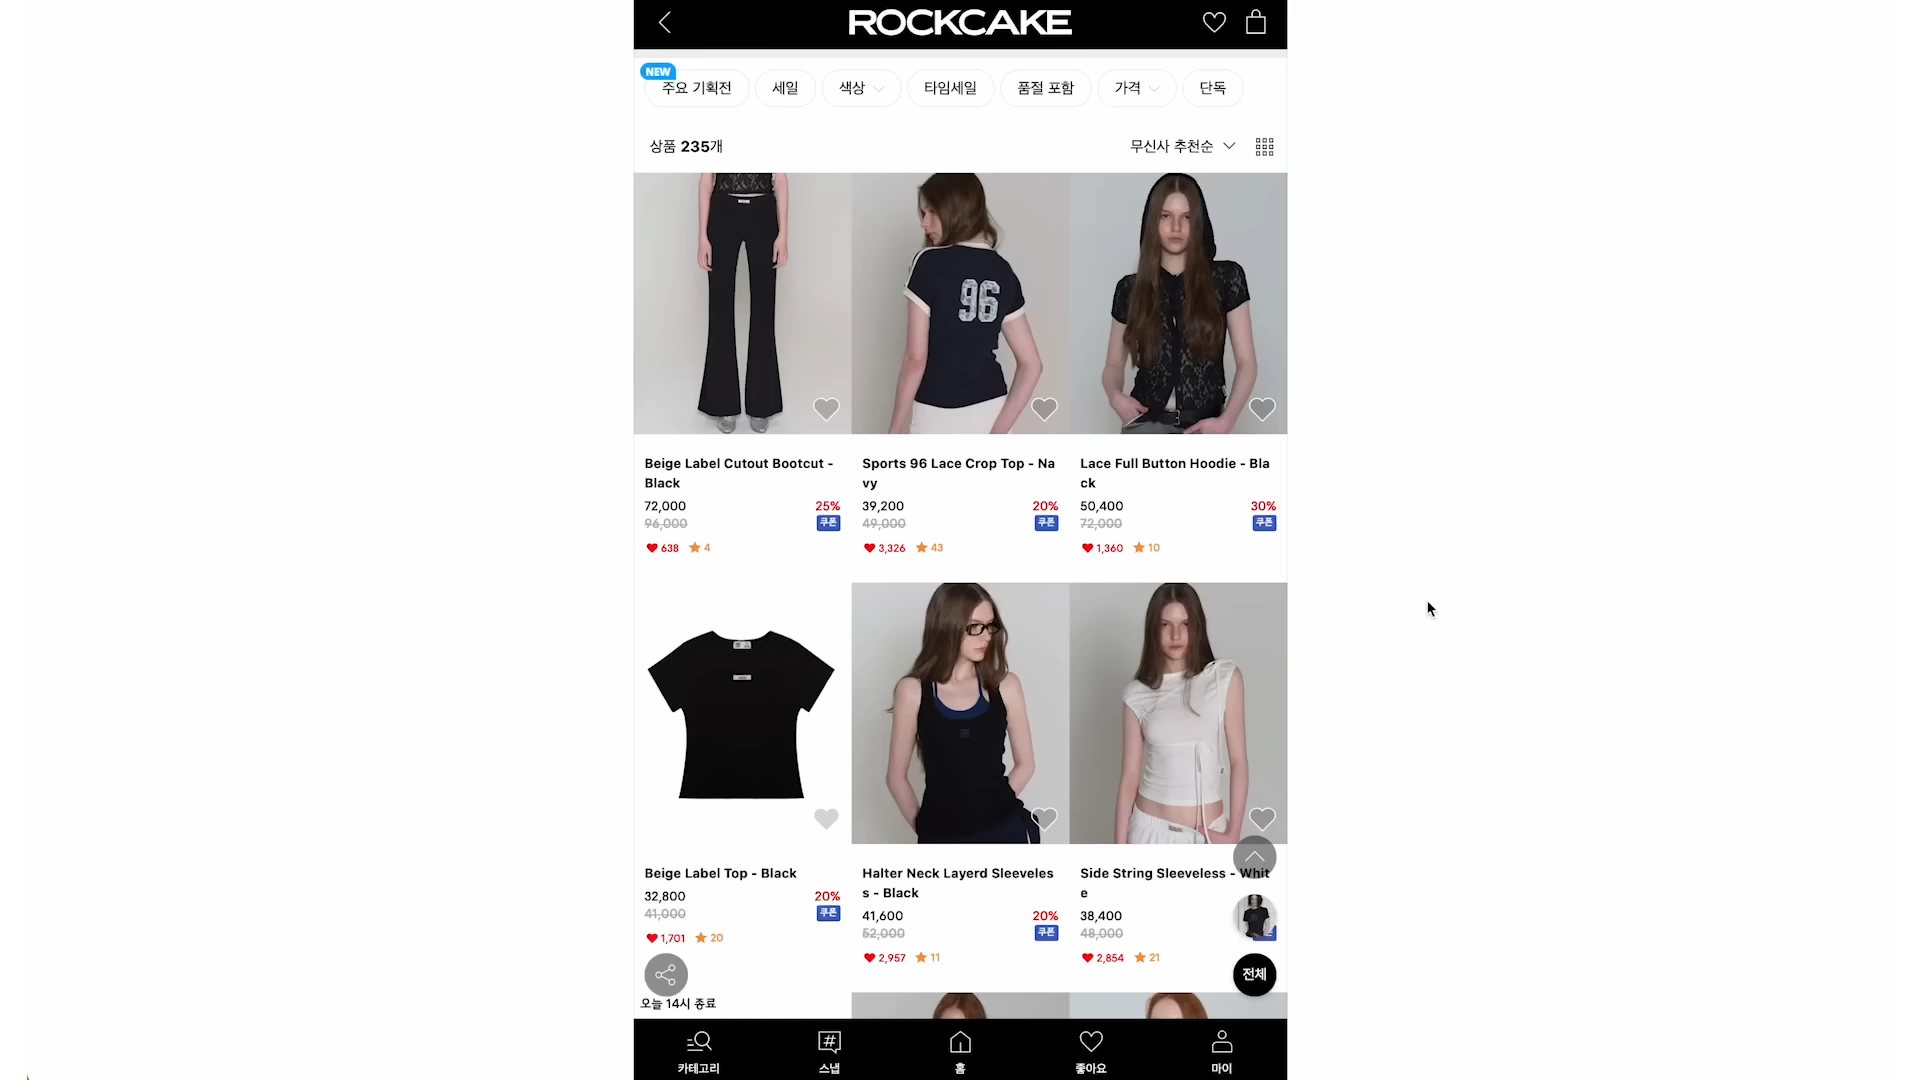 ROCKCAKE
NEW
주요 기획전 세일 색상 타임세일 품절 포함 가격 단독
상품 235개 무신사 추천순
96
Beige Label Cutout Bootcut -
Black
72,000 25%
96,000 쿠폰
638 4
Sports 96 Lace Crop Top - Na
vy
39,200 20%
49,000 쿠폰
3,326 43
Lace Full Button Hoodie - Bla
ck
50,400 30%
72,000 쿠폰
1,360 10
Beige Label Top - Black
32,800 20%
41,000 쿠폰
1,701 20
Halter Neck Layerd Sleeveles
s - Black
41,600 20%
52,000 쿠폰
2,957 11
Side String Sleeveless - White
e
38,400
48,000
2,854 21
전체
오늘 14시 종료
카테고리 스냅 홈 좋아요 마이